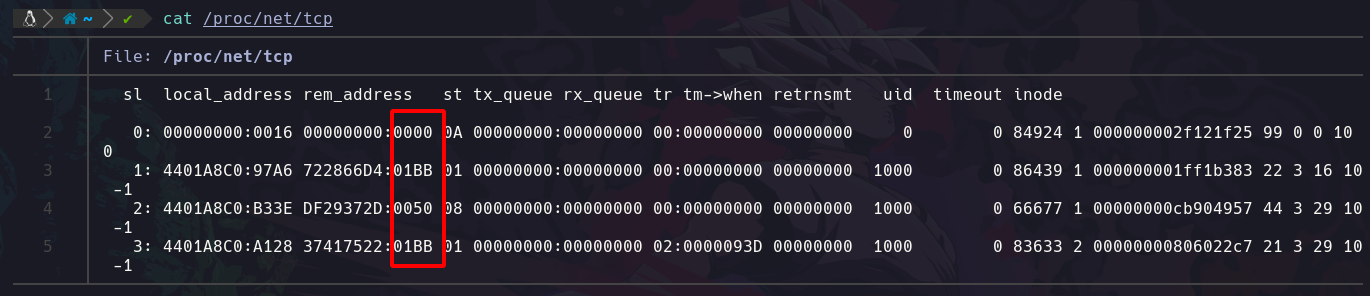 ~ ✔ cat /proc/net/tcp
File: /proc/net/tcp
1 sl local_address rem_address st tx_queue rx_queue tr tm->when retrnsmt uid timeout inode
2 0: 00000000:0016 00000000:0000 0A 00000000:00000000 00:00000000 00000000 0 0 84924 1 000000002f121f25 99 0 0 10
0
3 1: 4401A8C0:97A6 722866D4:01BB 01 00000000:00000000 00:00000000 00000000 1000 0 86439 1 000000001ff1b383 22 3 16 10
-1
4 2: 4401A8C0:B33E DF29372D:0050 08 00000000:00000000 00:00000000 00000000 1000 0 66677 1 00000000cb904957 44 3 29 10
-1
5 3: 4401A8C0:A128 37417522:01BB 01 00000000:00000000 02:0000093D 00000000 1000 0 83633 2 00000000806022c7 21 3 29 10
-1